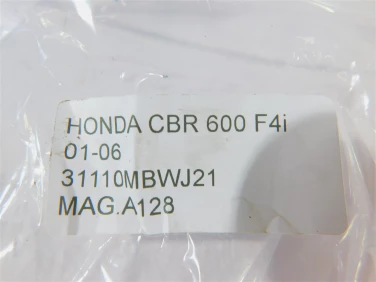 HONDA CBR 600 F4i
01-06
31110MBWJ21
MAG.A128